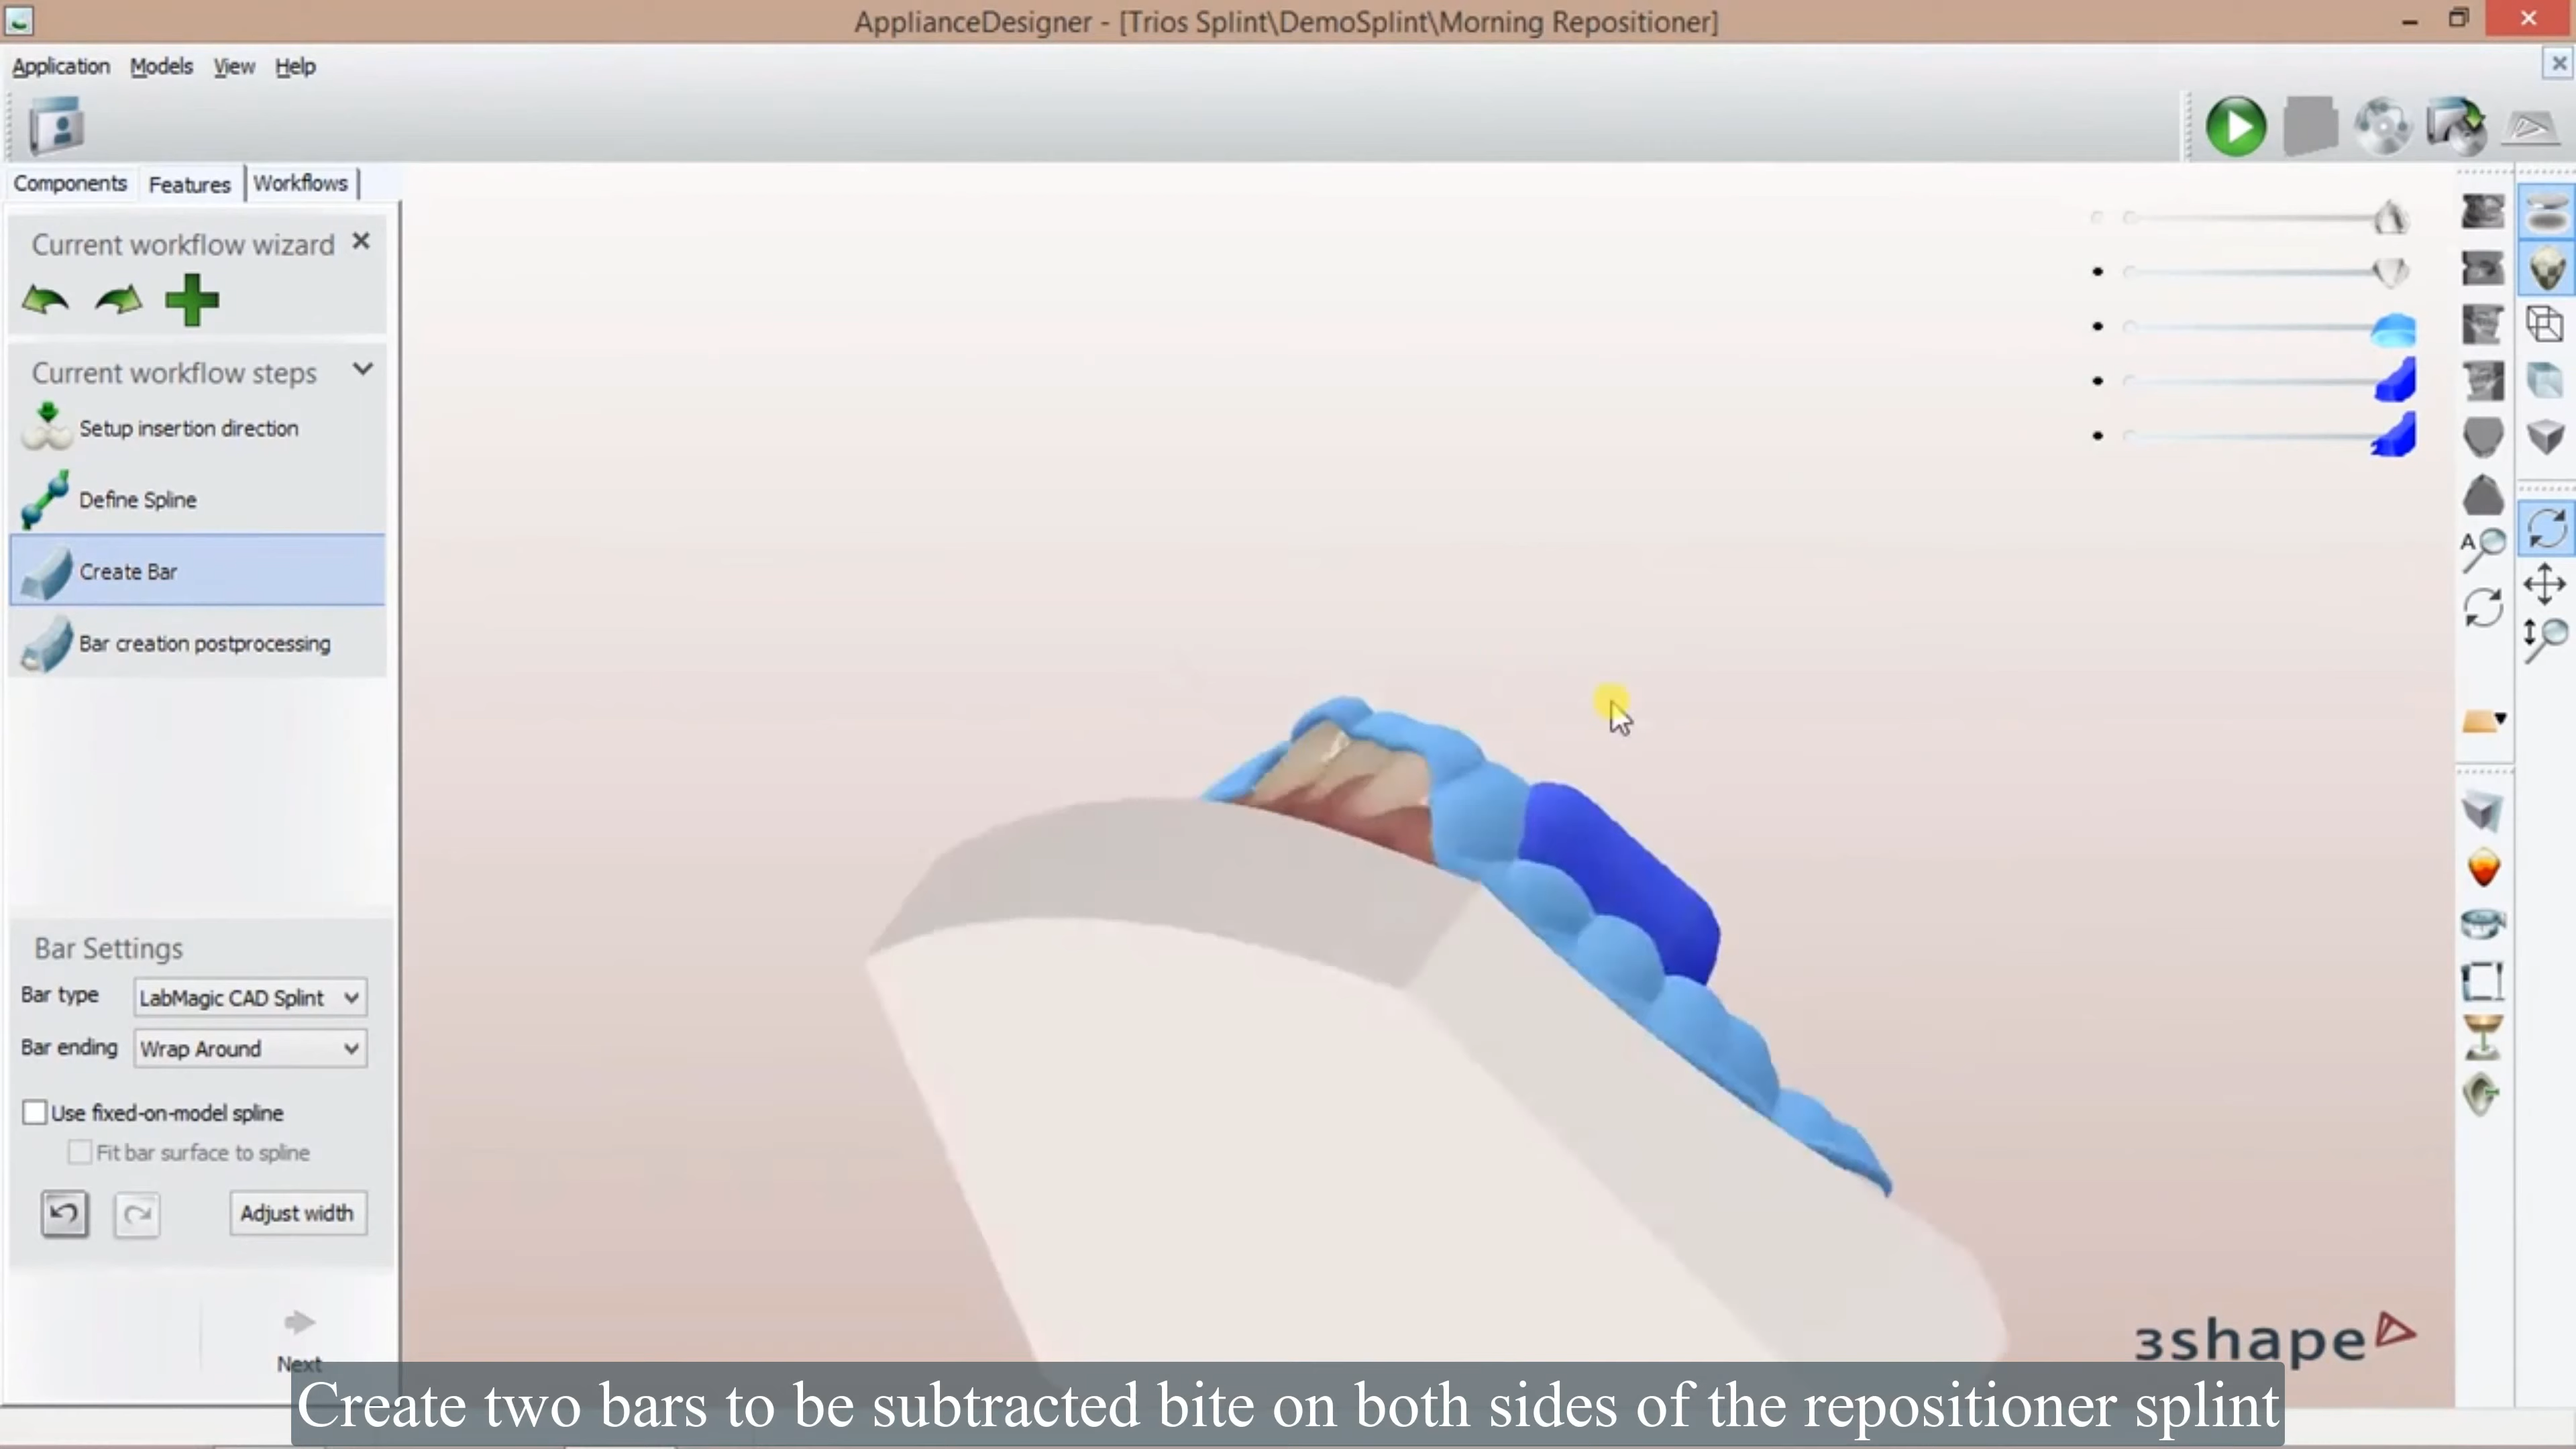 ApplianceDesigner - [Trios Splint\DemoSplint\Morning Repositioner]
Application Models View Help
Components Features Workflows
Current workflow wizard
Current workflow steps
Setup insertion direction
Define Spline
Create Bar
Bar creation postprocessing
A
Bar Settings
Bar type LabMagic CAD Splint
Bar ending Wrap Around
Use fixed-on-model spline
Fit bar surface to spline
Adjust width
Next
3shape
Create two bars to be subtracted bite on both sides of the repositioner splint